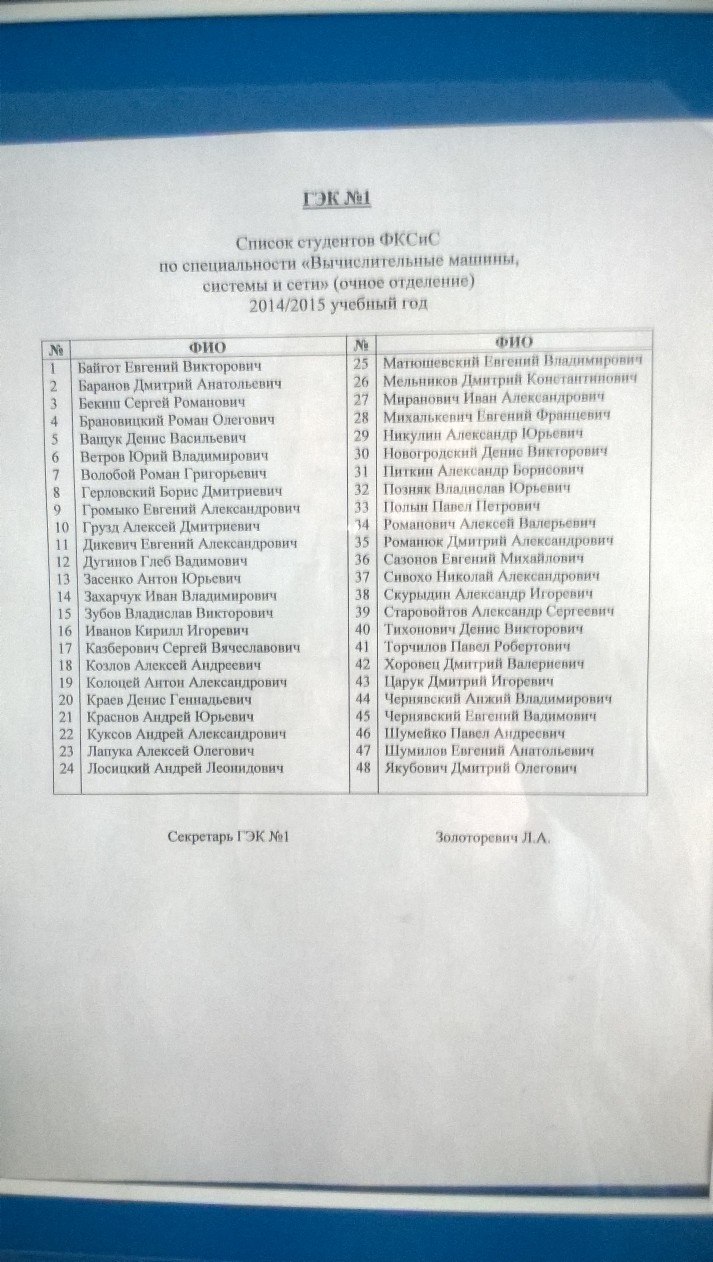 ГЭК №1
Список студентов ФКСиС
по специальности «Вычислительные машины,
системы и сети» (очное отделение)
2014/2015 учебный год
№ ФИО
1 Байгот Евгений Викторович
2 Баранов Дмитрий Анатольевич
3 Бекиш Сергей Романович
4 Брановицкий Роман Олегович
5 Ващук Денис Васильевич
6 Ветров Юрий Владимирович
7 Волобой Роман Григорьевич
8 Герловский Борис Дмитриевич
9 Громыко Евгений Александрович
10 Грузд Алексей Дмитриевич
11 Дикевич Евгений Александрович
12 Дугинов Глеб Вадимович
13 Засенко Антон Юрьевич
14 Захарчук Иван Владимирович
15 Зубов Владислав Викторович
16 Иванов Кирилл Игоревич
17 Казберович Сергей Вячеславович
18 Козлов Алексей Андреевич
19 Колоцей Антон Александрович
20 Краев Денис Геннадьевич
21 Краснов Андрей Юрьевич
22 Куксов Андрей Александрович
23 Лапука Алексей Олегович
24 Лосицкий Андрей Леонидович
№ ФИО
25 Матюшевский Евгений Владимирович
26 Мельников Дмитрий Константинович
27 Миранович Иван Александрович
28 Михалькевич Евгений Францевич
29 Никулин Александр Юрьевич
30 Новогродский Денис Викторович
31 Питкин Александр Борисович
32 Позняк Владислав Юрьевич
33 Полын Павел Петрович
34 Романович Алексей Валерьевич
35 Романюк Дмитрий Александрович
36 Сазонов Евгений Михайлович
37 Сивохо Николай Александрович
38 Скурыдин Александр Игоревич
39 Старовойтов Александр Сергеевич
40 Тихонович Денис Викторович
41 Торчилов Павел Робертович
42 Хоровец Дмитрий Валериевич
43 Царук Дмитрий Игоревич
44 Чернявский Анжий Владимирович
45 Чернявский Евгений Вадимович
46 Шумейко Павел Андреевич
47 Шумилов Евгений Анатольевич
48 Якубович Дмитрий Олегович
Секретарь ГЭК №1 Золоторевич Л.А.